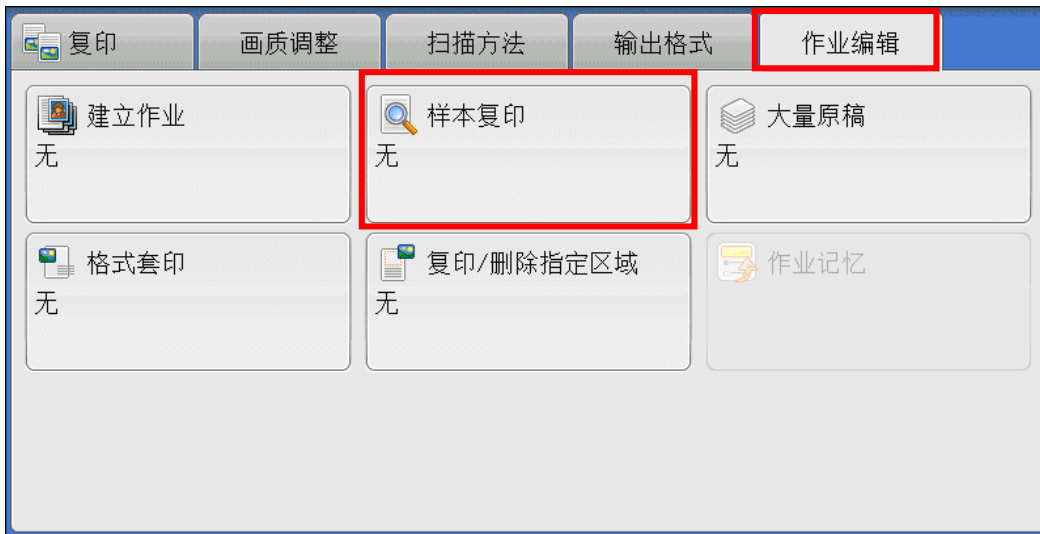 复印
画质调整
扫描方法
输出格式
作业编辑
建立作业
无
样本复印
无
大量原稿
无
格式套印
无
复印/删除指定区域
无
作业记忆